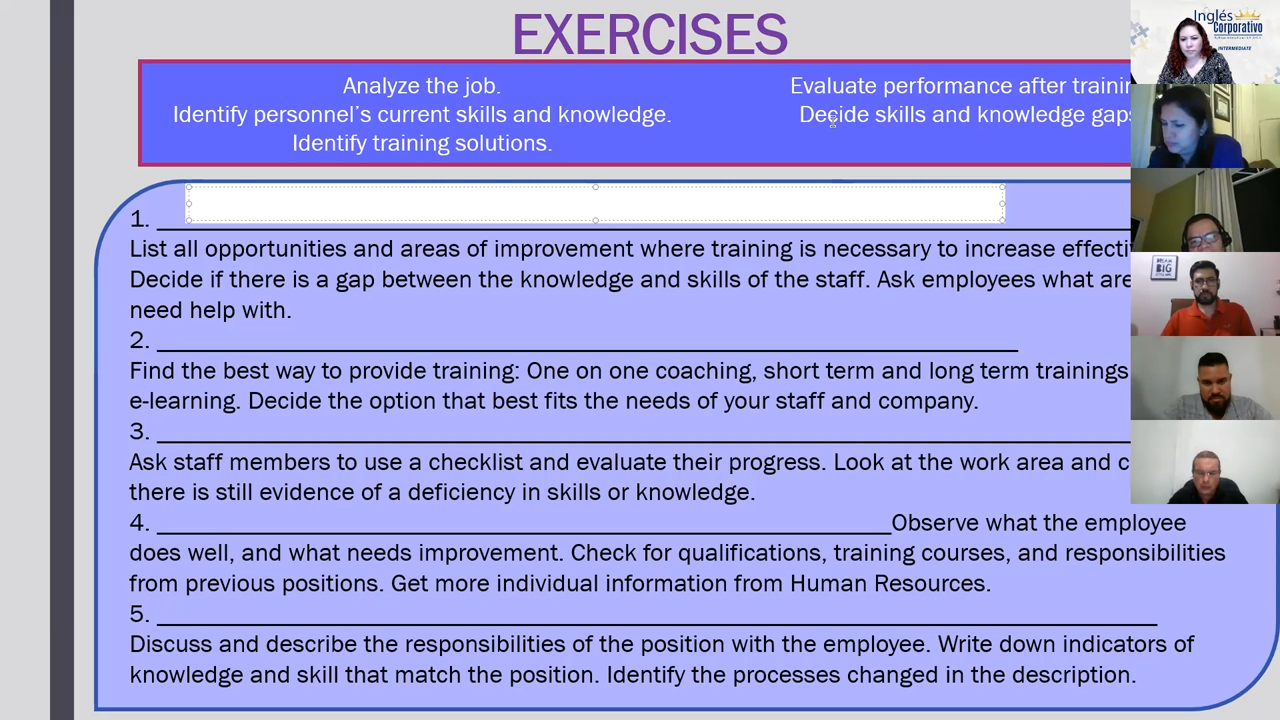 EXERCISES
Analyze the job.
Identify personnel's current skills and knowledge.
Identify training solutions.
Evaluate performance after
Decide skills and knowledge gaps
1.
List all opportunities and areas of improvement where training is necessary to increase
Decide if there is a gap between the knowledge and skills of the staff. Ask employees what are
need help with.
2.
Find the best way to provide training: One on one coaching, short term and long term trainings
e-learning. Decide the option that best fits the needs of your staff and company.
3.
Ask staff members to use a checklist and evaluate their progress. Look at the work area and
there is still evidence of a deficiency in skills or knowledge.
4. Observe what the employee
does well, and what needs improvement. Check for qualifications, training courses, and responsibilities
from previous positions. Get more individual information from Human Resources.
5.
Discuss and describe the responsibilities of the position with the employee. Write down indicators of
knowledge and skill that match the position. Identify the processes changed in the description.
Inglés
Corporativo
INTERMEDIATE
BIG